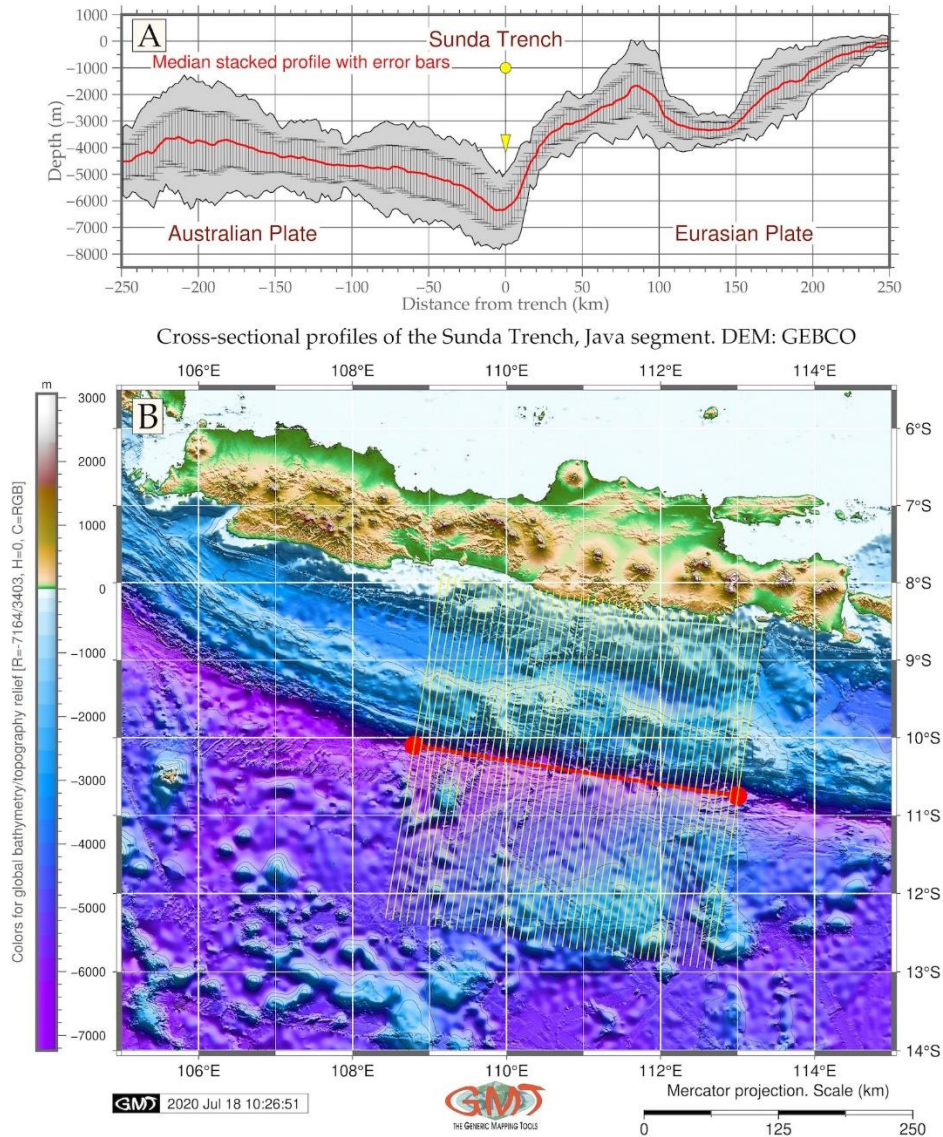 A
Sunda Trench
Median stacked profile with error bars
Depth (m)
1000
0
−1000
−2000
−3000
−4000
−5000
−6000
−7000
−8000
Australian Plate
Eurasian Plate
−250 −200 −150 −100 −50 0 50 100 150 200 250
Distance from trench (km)
Cross-sectional profiles of the Sunda Trench, Java segment. DEM: GEBCO
106°E 108°E 110°E 112°E 114°E
B
m
3000
2000
1000
0
−1000
−2000
−3000
−4000
−5000
−6000
−7000
Colors for global bathymetry/topography relief [R=-7164/3403, H=0, C=RGB]
6°S
7°S
8°S
9°S
10°S
11°S
12°S
13°S
14°S
106°E 108°E 110°E 112°E 114°E
GMT 2020 Jul 18 10:26:51
GMT
THE GENERIC MAPPING TOOLS
Mercator projection. Scale (km)
0 125 250